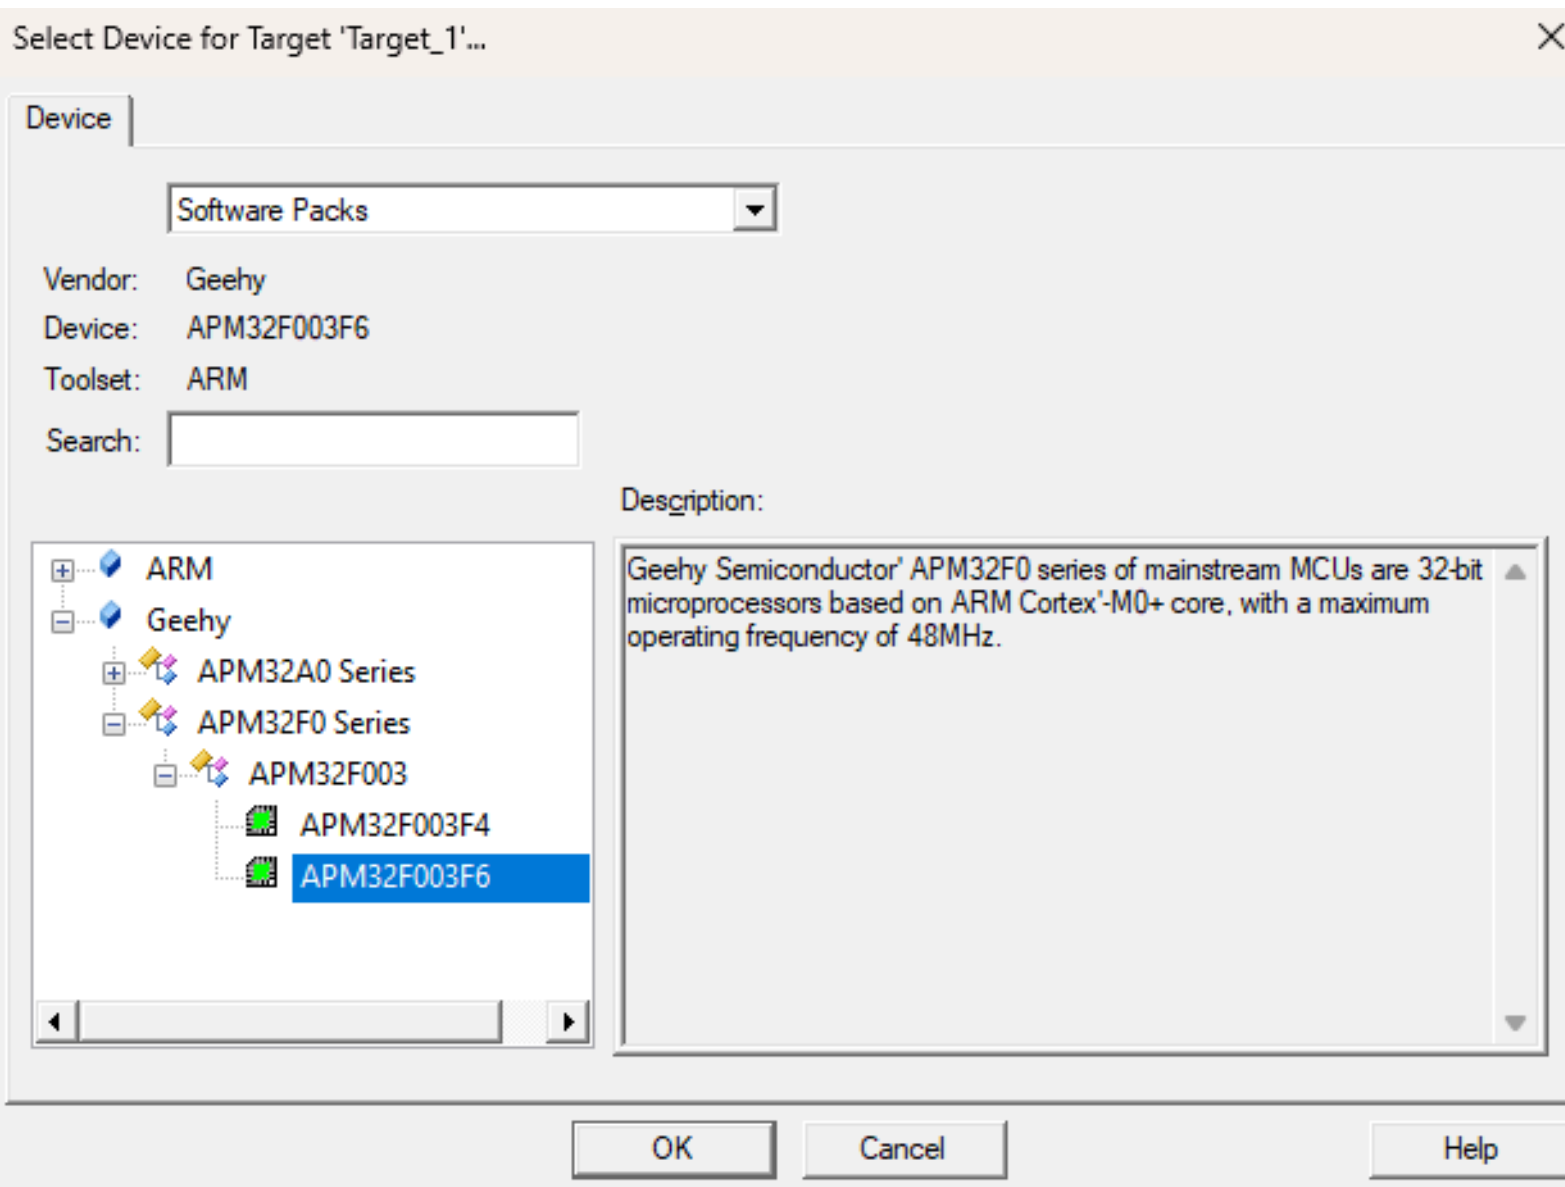 Select Device for Target 'Target_1'...
Device
Software Packs
Vendor: Geehy
Device: APM32F003F6
Toolset: ARM
Search:
Description:
ARM
Geehy
APM32A0 Series
APM32F0 Series
APM32F003
APM32F003F4
APM32F003F6
Geehy Semiconductor' APM32F0 series of mainstream MCUs are 32-bit
microprocessors based on ARM Cortex'-M0+ core, with a maximum
operating frequency of 48MHz.
OK
Cancel
Help